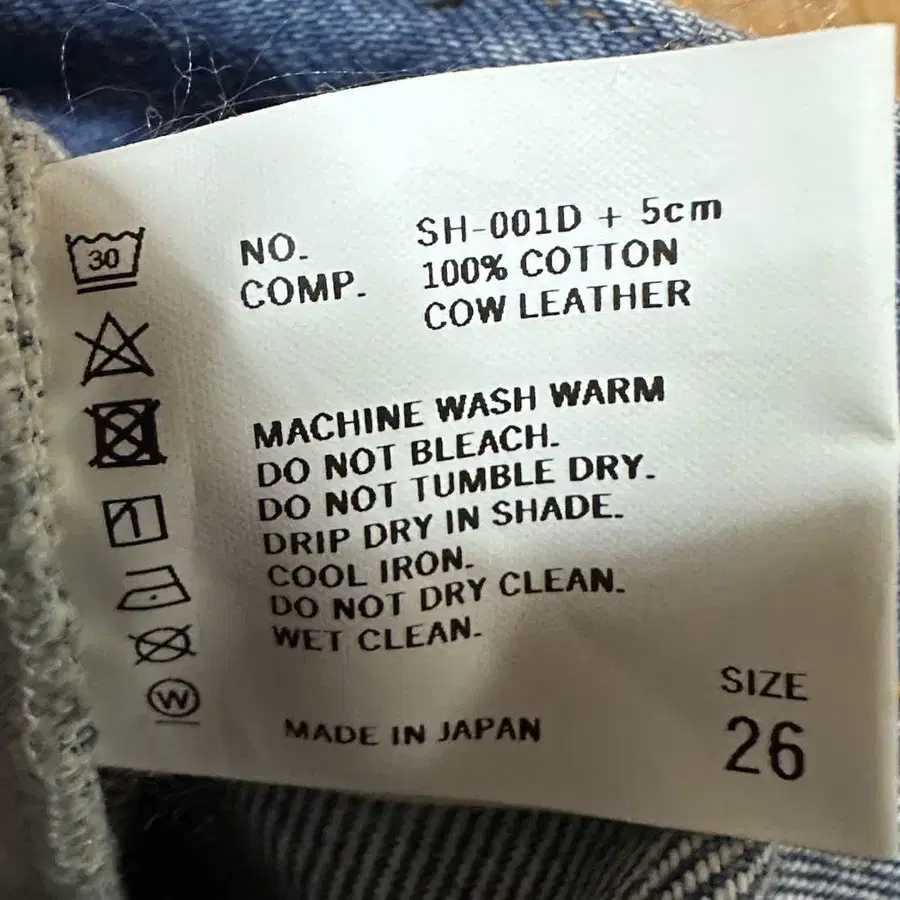 NO. SH-001D + 5cm
COMP. 100% COTTON
COW LEATHER
30
MACHINE WASH WARM
DO NOT BLEACH.
DO NOT TUMBLE DRY.
DRIP DRY IN SHADE.
COOL IRON.
DO NOT DRY CLEAN.
WET CLEAN.
W
MADE IN JAPAN
SIZE
26